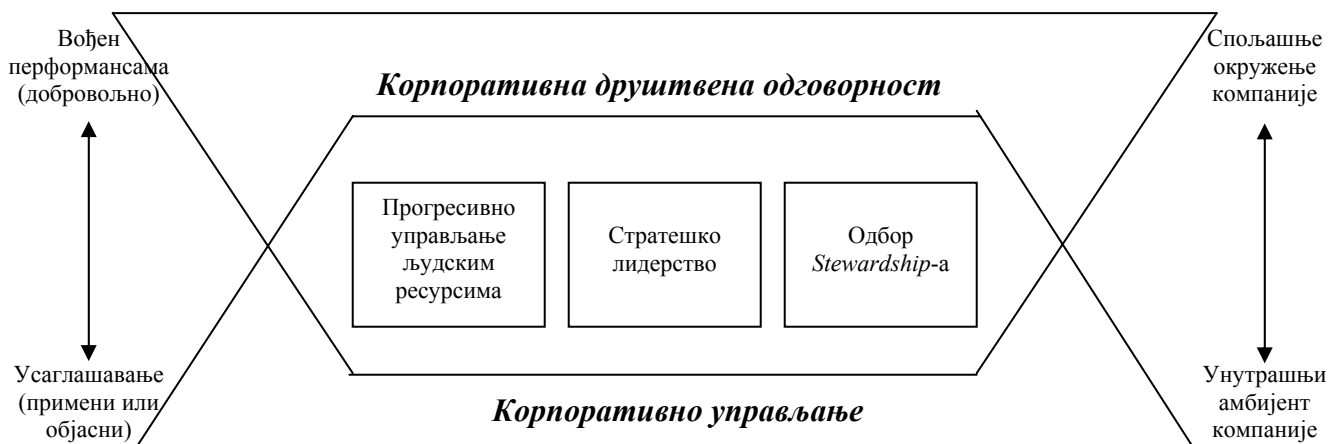 Вођен
перформансама
(добровољно)
Спољашње
окружење
компаније
Корпоративна друштвена одговорност
Прогресивно
управљање
људским
ресурсима
Стратешко
лидерство
Одбор
Stewardship-а
Усаглашавање
(примени или
објасни)
Унутрашњи
амбијент
компаније
Корпоративно управљање